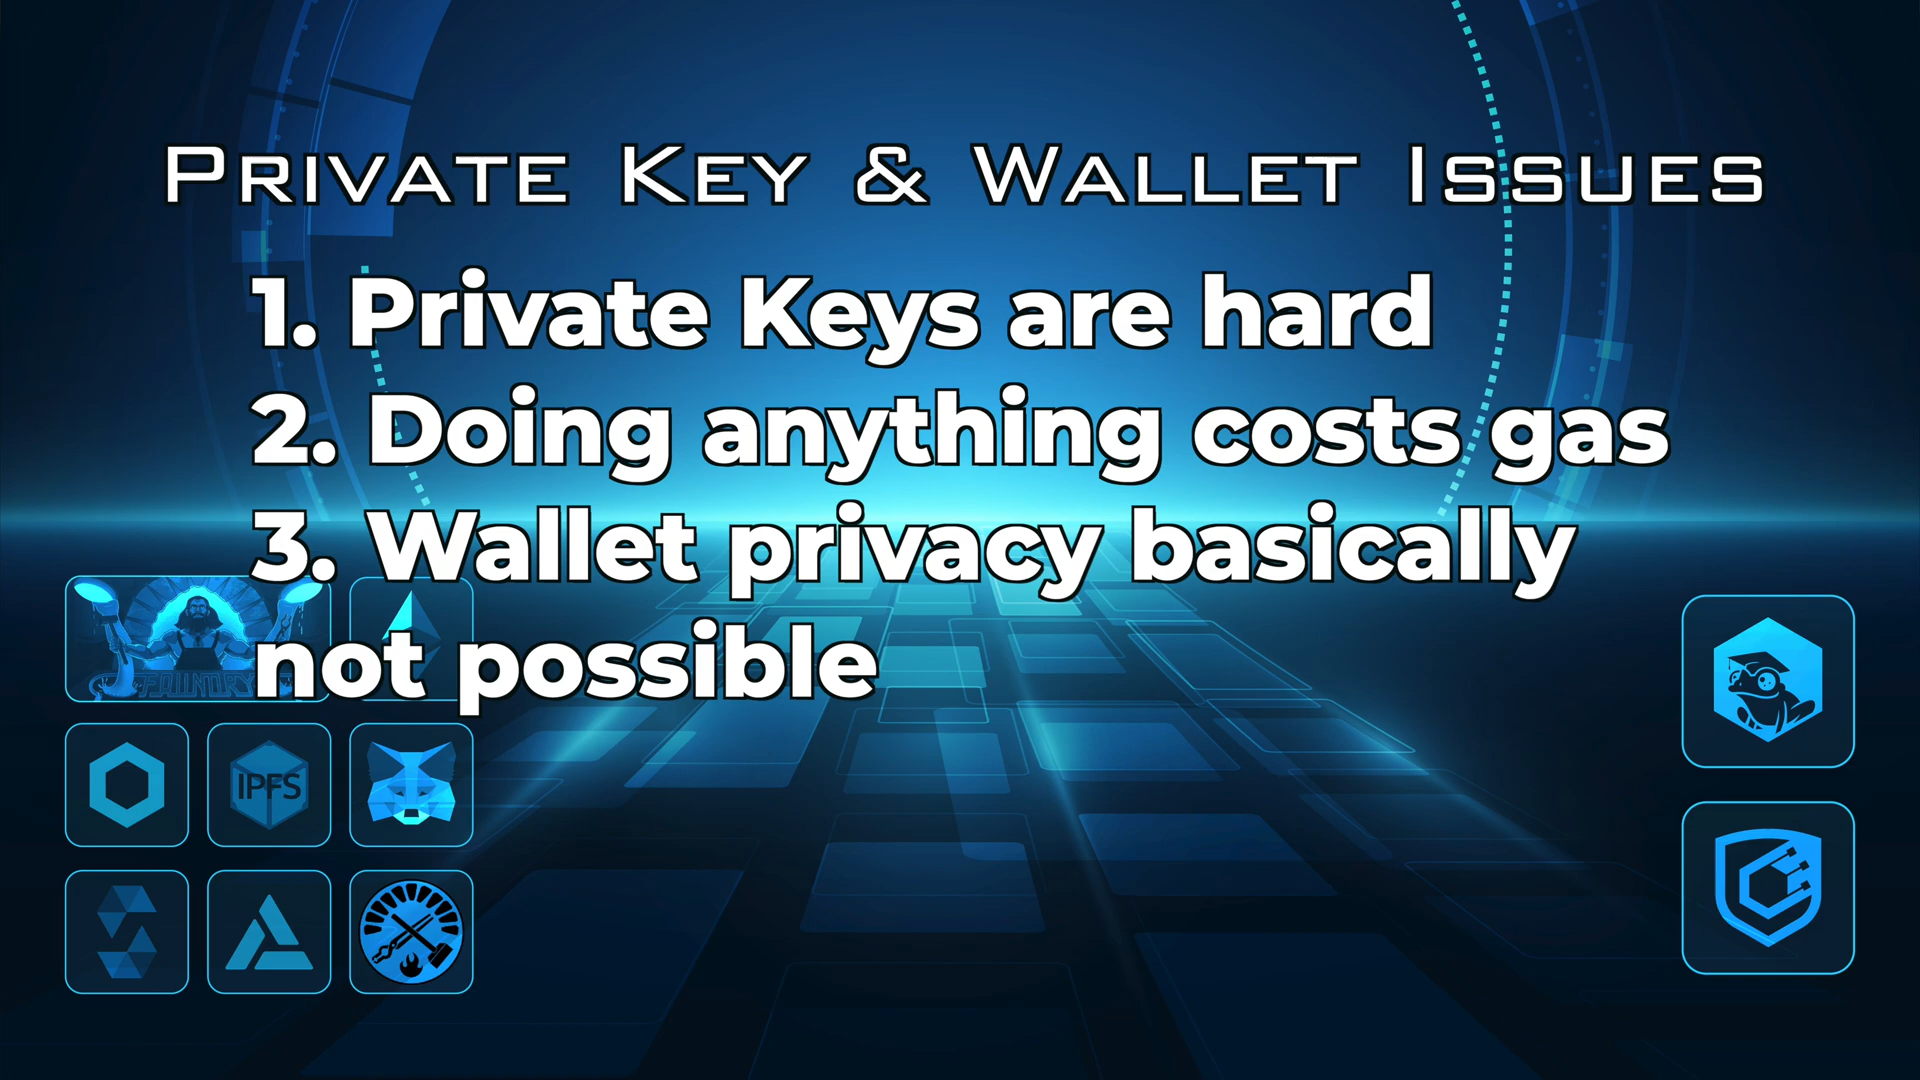 Private Key & Wallet Issues
1. Private Keys are hard
2. Doing anything costs gas
3. Wallet privacy basically
not possible
FOUNDRY
IPFS